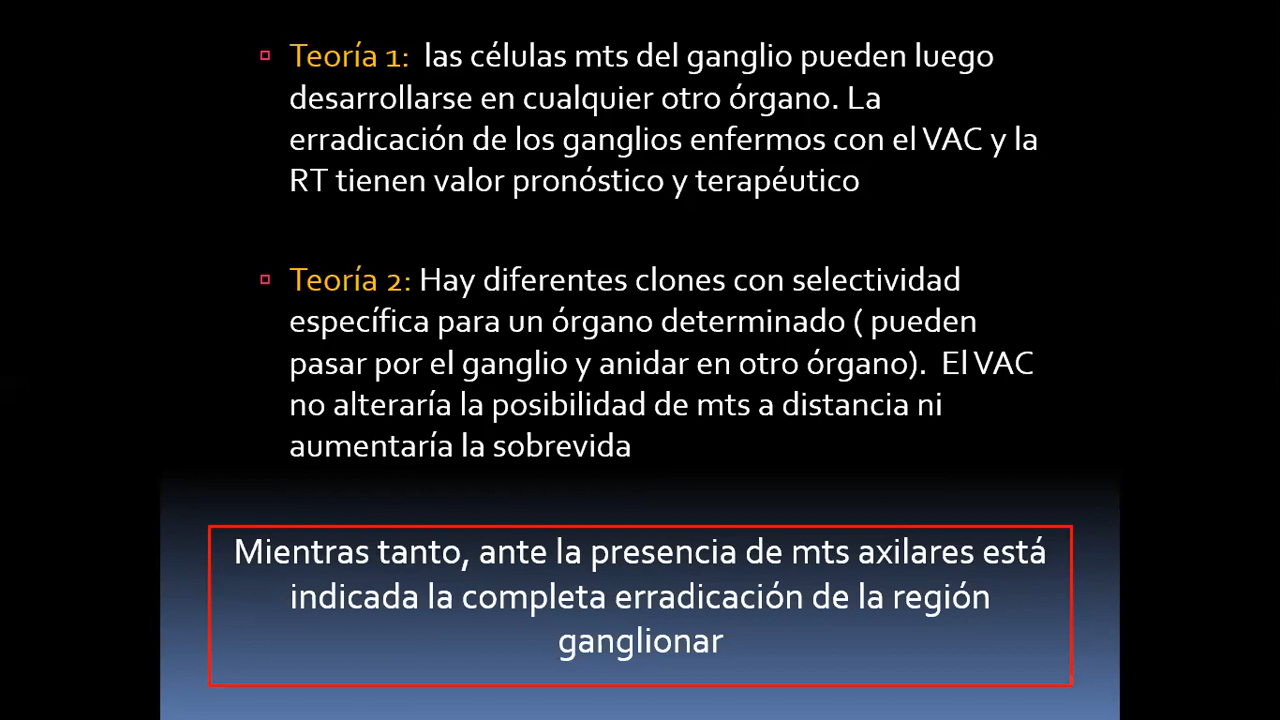 Teoría 1: las células mts del ganglio pueden luego
desarrollarse en cualquier otro órgano. La
erradicación de los ganglios enfermos con el VAC y la
RT tienen valor pronóstico y terapéutico
Teoría 2: Hay diferentes clones con selectividad
específica para un órgano determinado ( pueden
pasar por el ganglio y anidar en otro órgano). El VAC
no alteraría la posibilidad de mts a distancia ni
aumentaría la sobrevida
Mientras tanto, ante la presencia de mts axilares está
indicada la completa erradicación de la región
ganglionar